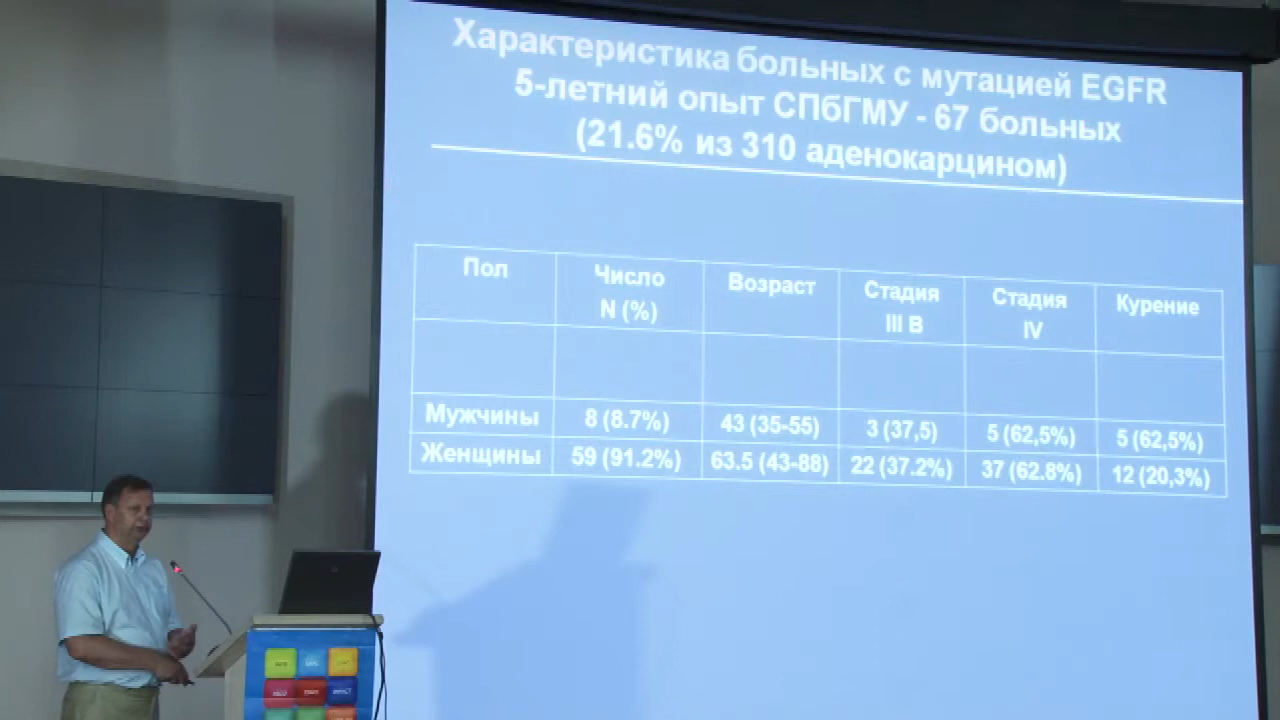 Характеристика больных с мутацией EGFR
5-летний опыт СПбГМУ - 67 больных
(21.6% из 310 аденокарцином)
Пол Число N (%) Возраст Стадия III B Стадия IV Курение
Мужчины 8 (8.7%) 43 (35-55) 3 (37,5) 5 (62,5%) 5 (62,5%)
Женщины 59 (91.2%) 63.5 (43-88) 22 (37.2%) 37 (62.8%) 12 (20,3%)